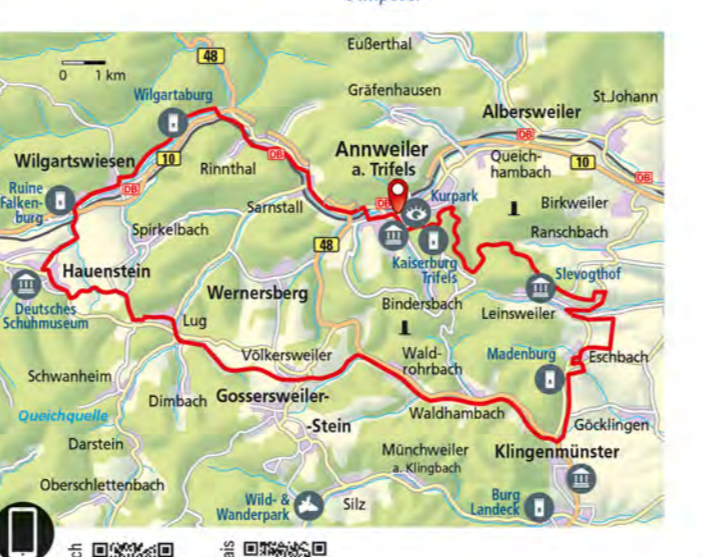 48
Eußerthal
0 1 km
Gräfenhausen
Wilgartaburg
Albersweiler
St.Johann
DB
Annweiler
a. Trifels
DB
Wilgartswiesen
10
Rinnthal
Queich-
hambach
10
DB
DB
DB
Kurpark
Ruine
Falken-
burg
Sarnstall
Birkweiler
Spirkelbach
48
Ranschbach
Hauenstein
Kaiserburg
Trifels
Slevogthof
Wernersberg
Bindersbach
Leinsweiler
Deutsches
Schuhmuseum
Lug
Völkersweiler
Wald-
rohrbach
Madenburg
Eschbach
Schwanheim
Dimbach
Gossersweiler-
-Stein
Waldhambach
Göcklingen
Queichquelle
Darstein
Münchweiler
a. Klingbach
Klingenmünster
Oberschlettenbach
Wild- &
Wanderpark
Silz
Burg
Landeck